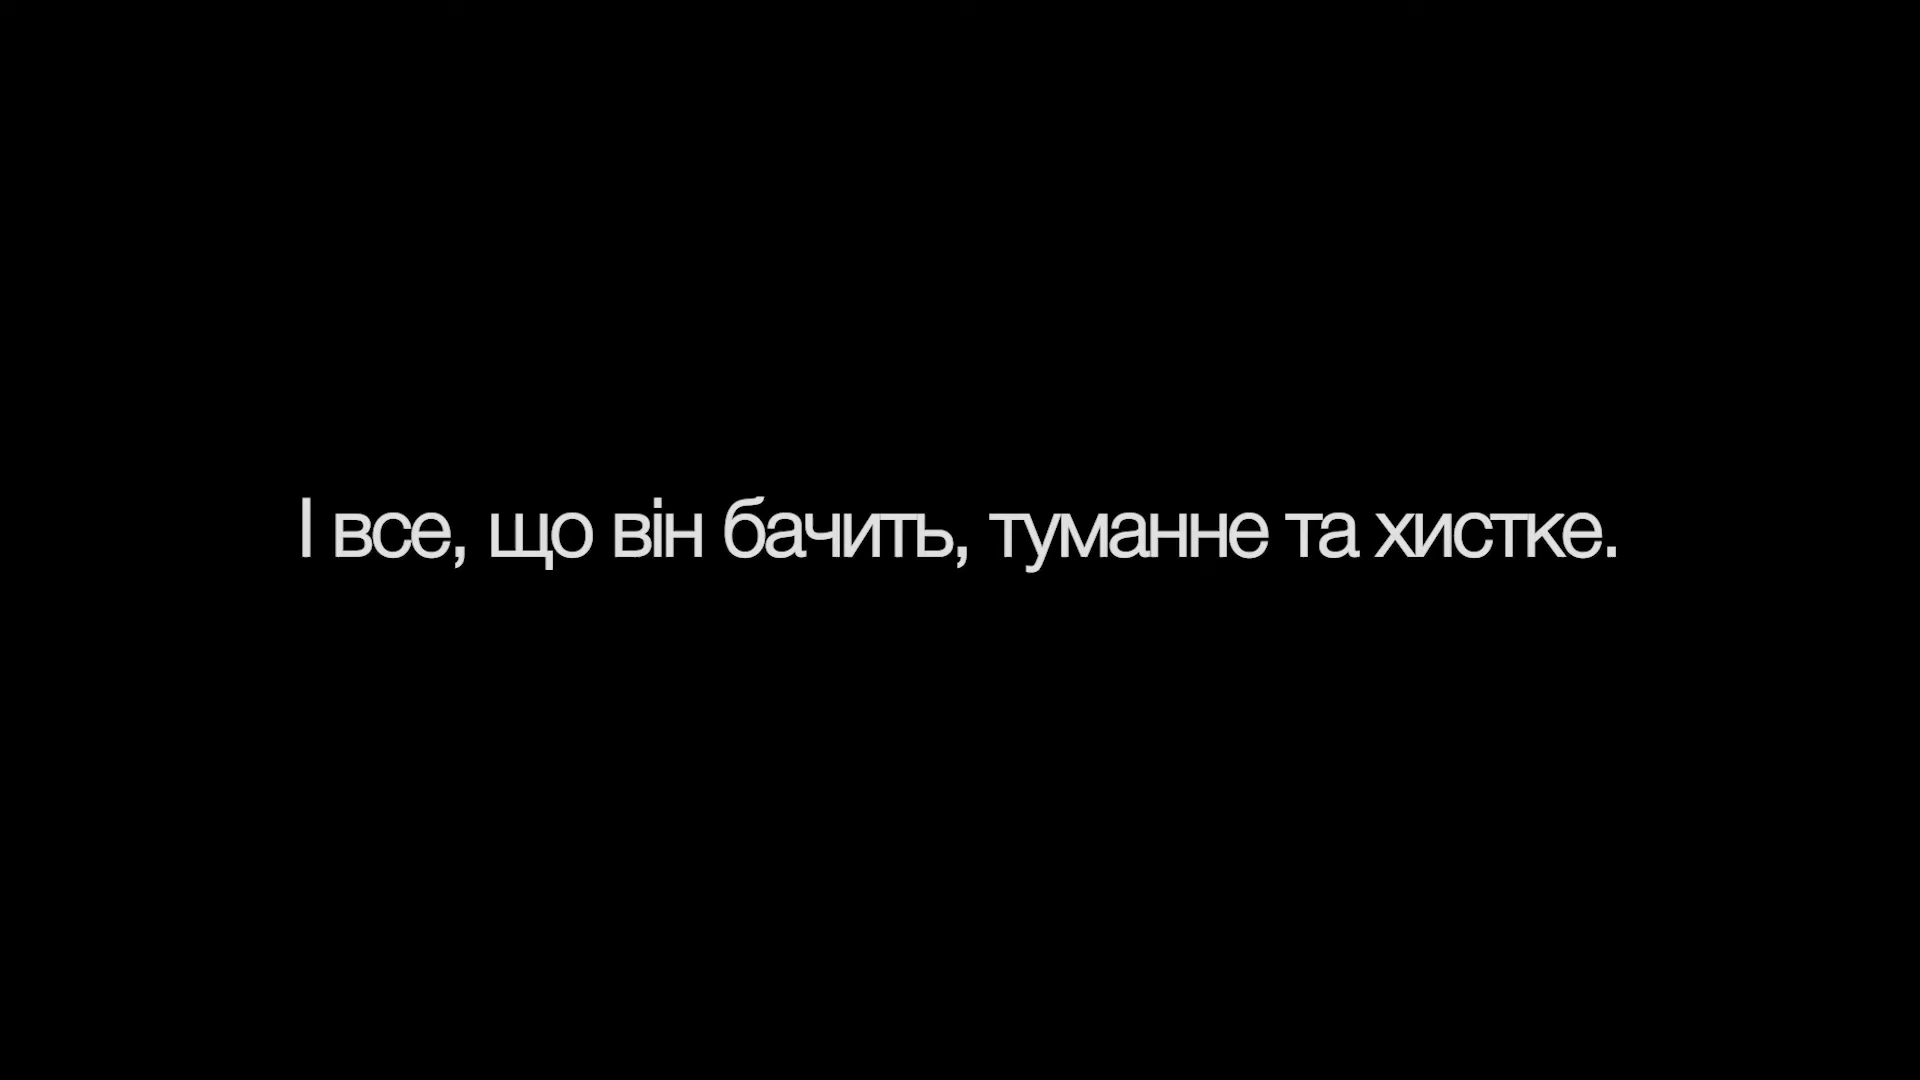 І все, що він бачить, туманне та хистке.